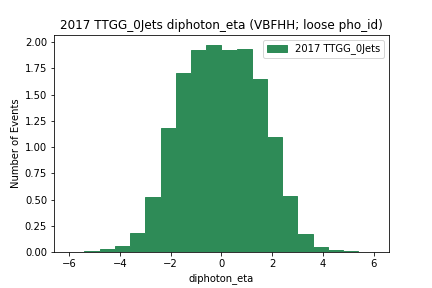 2017 TTGG_0Jets diphoton_eta (VBFHH; loose pho_id)
2017 TTGG_0Jets
Number of Events
2.00
1.75
1.50
1.25
1.00
0.75
0.50
0.25
0.00
−6 −4 −2 0 2 4 6
diphoton_eta